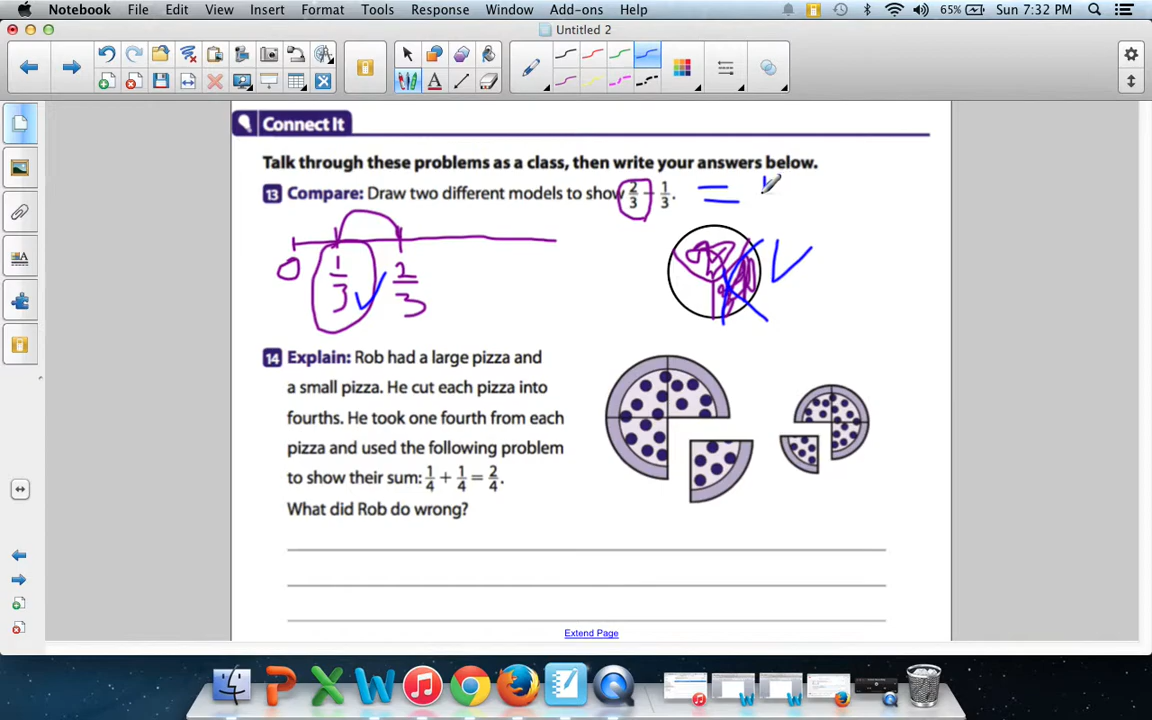 Notebook File Edit View Insert Format Tools Response Window Add-ons Help 65% Sun 7:32 PM
Untitled 2
Connect It
Talk through these problems as a class, then write your answers below.
13 Compare: Draw two different models to show 2/3 − 1/3. =
0 1/3 2/3
14 Explain: Rob had a large pizza and
a small pizza. He cut each pizza into
fourths. He took one fourth from each
pizza and used the following problem
to show their sum: 1/4 + 1/4 = 2/4.
What did Rob do wrong?
Extend Page